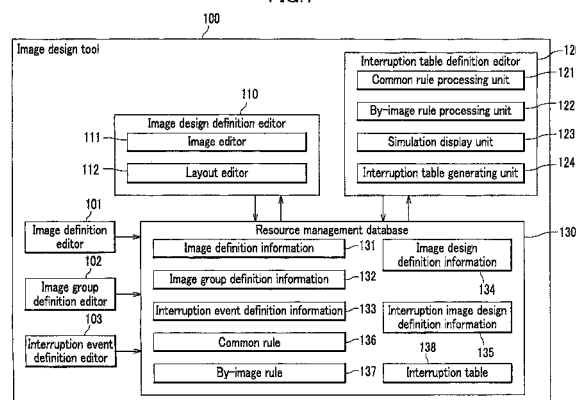 100
Image design tool
120
Interruption table definition editor
Common rule processing unit
121
By-image rule processing unit
122
Simulation display unit
123
Interruption table generating unit
124
110
Image design definition editor
111
Image editor
112
Layout editor
101
Image definition
editor
102
Image group
definition editor
103
Interruption event
definition editor
Resource management database
130
Image definition information
131
Image group definition information
132
Interruption event definition information
133
Common rule
136
By-image rule
137
Image design
definition information
134
Interruption image design
definition information
135
138
Interruption table